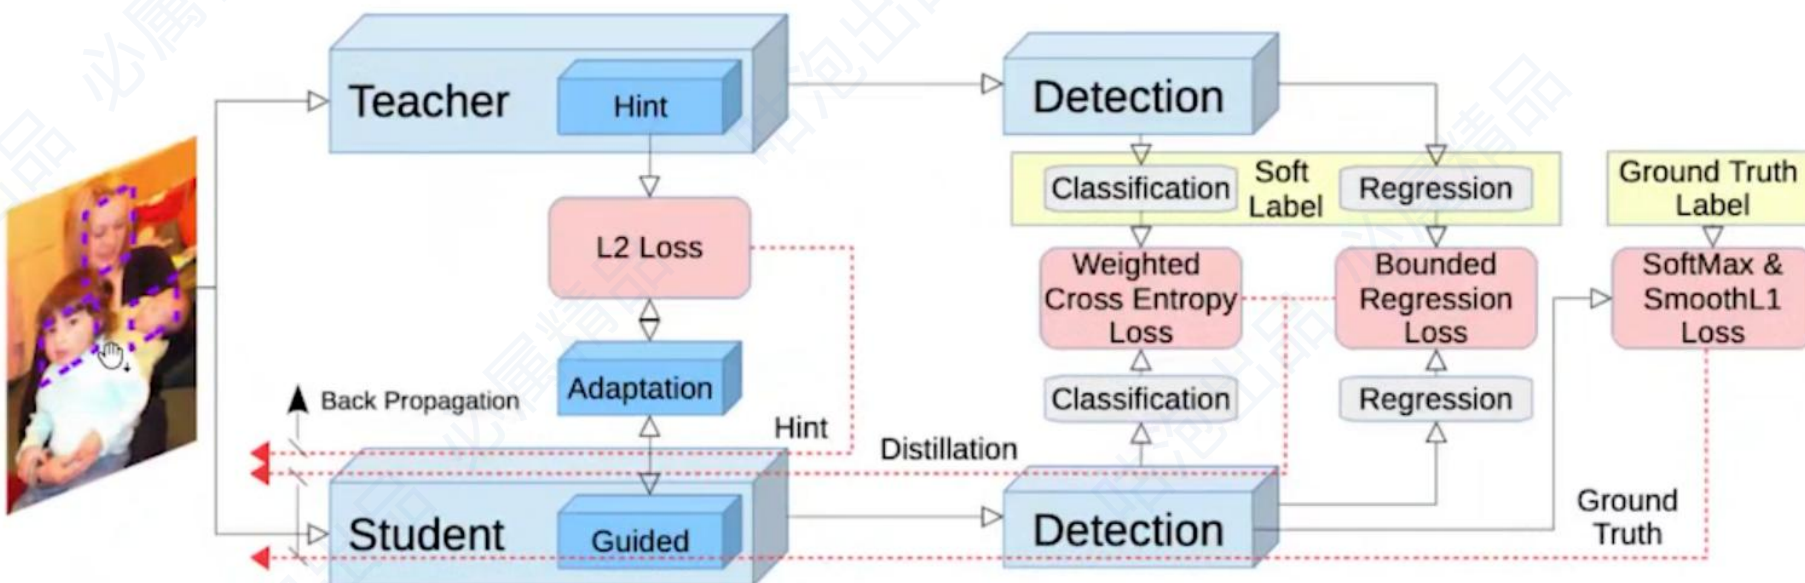 Teacher
Hint
Detection
Classification
Soft
Label
Regression
Ground Truth
Label
L2 Loss
Weighted
Cross Entropy
Loss
Bounded
Regression
Loss
SoftMax &
SmoothL1
Loss
Adaptation
Classification
Regression
Back Propagation
Hint
Distillation
Student
Guided
Detection
Ground
Truth